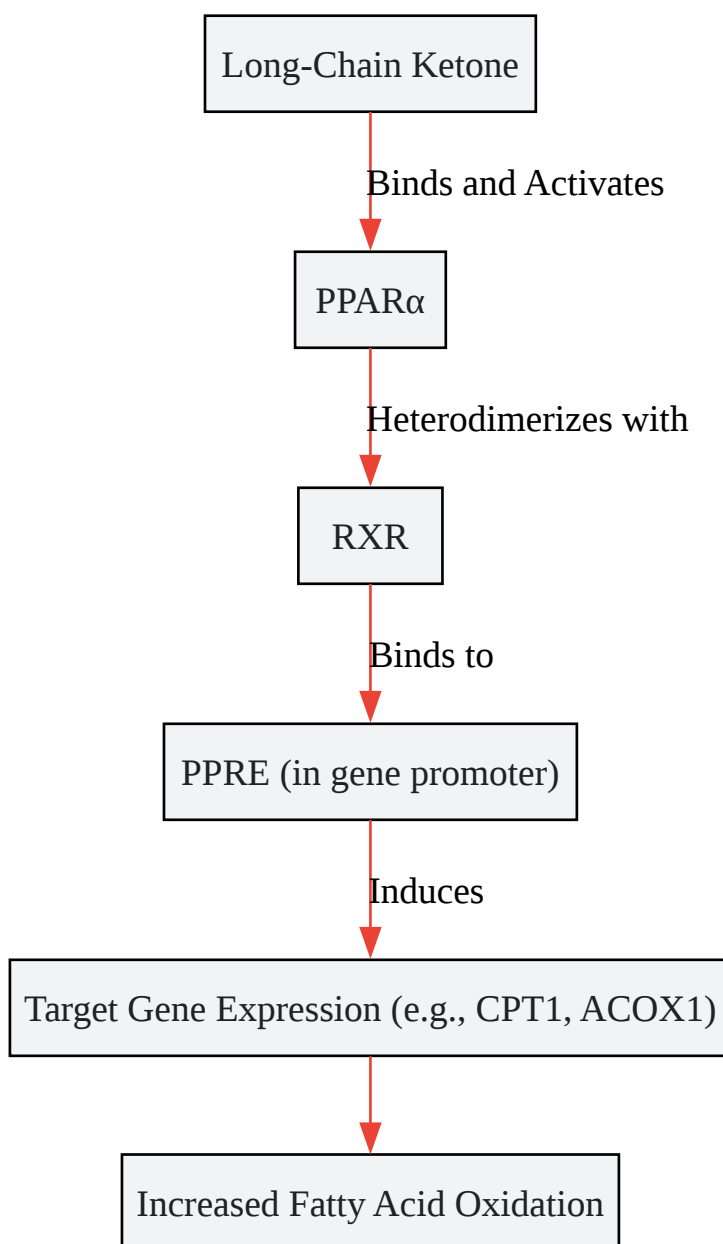 Long-Chain Ketone
Binds and Activates
PPARα
Heterodimerizes with
RXR
Binds to
PPRE (in gene promoter)
Induces
Target Gene Expression (e.g., CPT1, ACOX1)
Increased Fatty Acid Oxidation